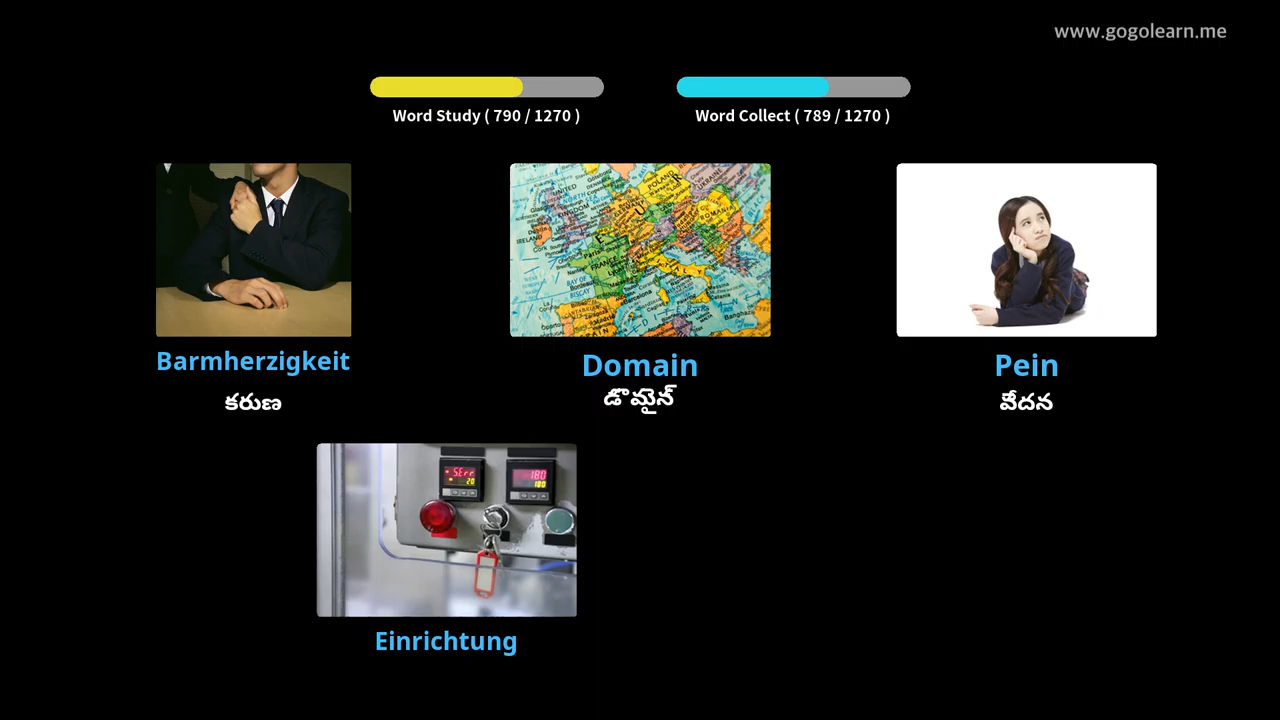 www.gogolearn.me
Word Study ( 790 / 1270 )
Word Collect ( 789 / 1270 )
Barmherzigkeit
కరుణ
Domain
డొమైన్
Pein
వేదన
Einrichtung